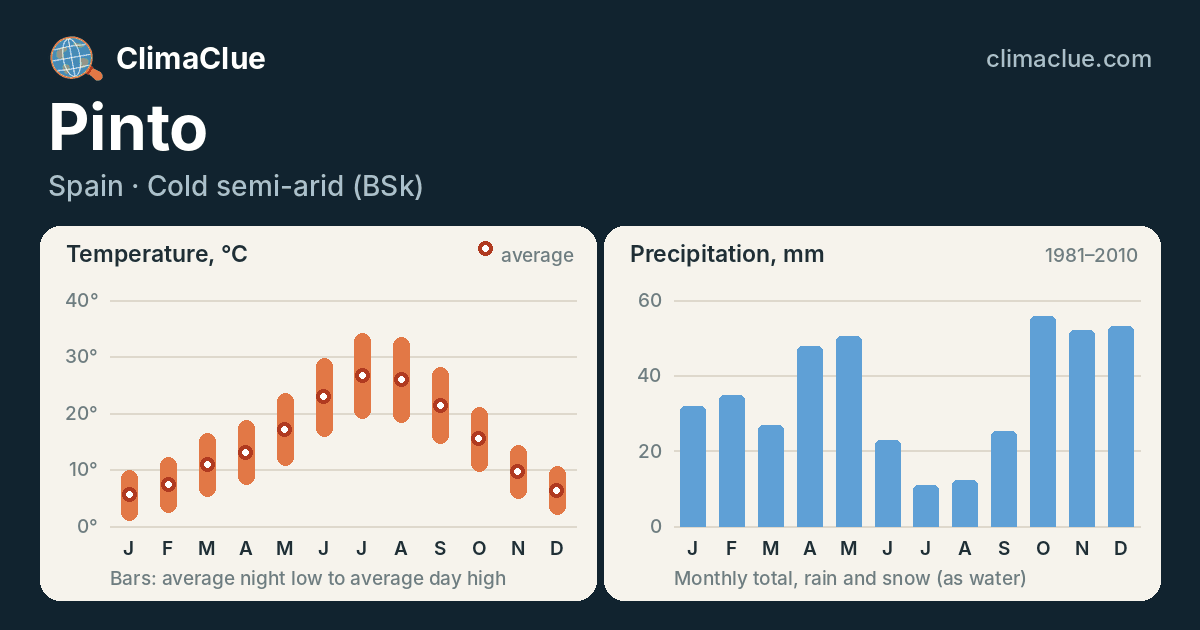 ClimaClue
climaclue.com
Pinto
Spain · Cold semi-arid (BSk)
Temperature, °C
average
40°
30°
20°
10°
0°
J F M A M J J A S O N D
Bars: average night low to average day high
Precipitation, mm
1981–2010
60
40
20
0
J F M A M J J A S O N D
Monthly total, rain and snow (as water)